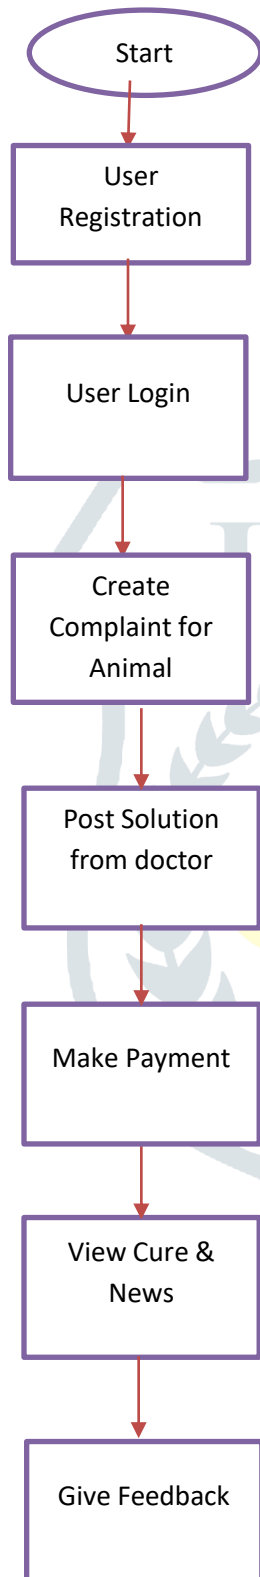 Start
User
Registration
User Login
Create
Complaint for
Animal
Post Solution
from doctor
Make Payment
View Cure &
News
Give Feedback